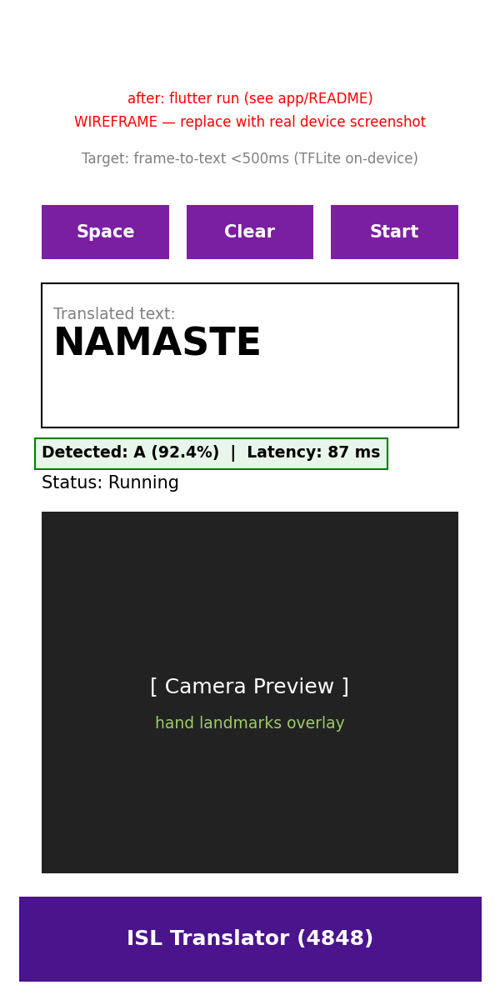 after: flutter run (see app/README)
WIREFRAME — replace with real device screenshot
Target: frame-to-text <500ms (TFLite on-device)
Space Clear Start
Translated text:
NAMASTE
Detected: A (92.4%) | Latency: 87 ms
Status: Running
[ Camera Preview ]
hand landmarks overlay
ISL Translator (4848)